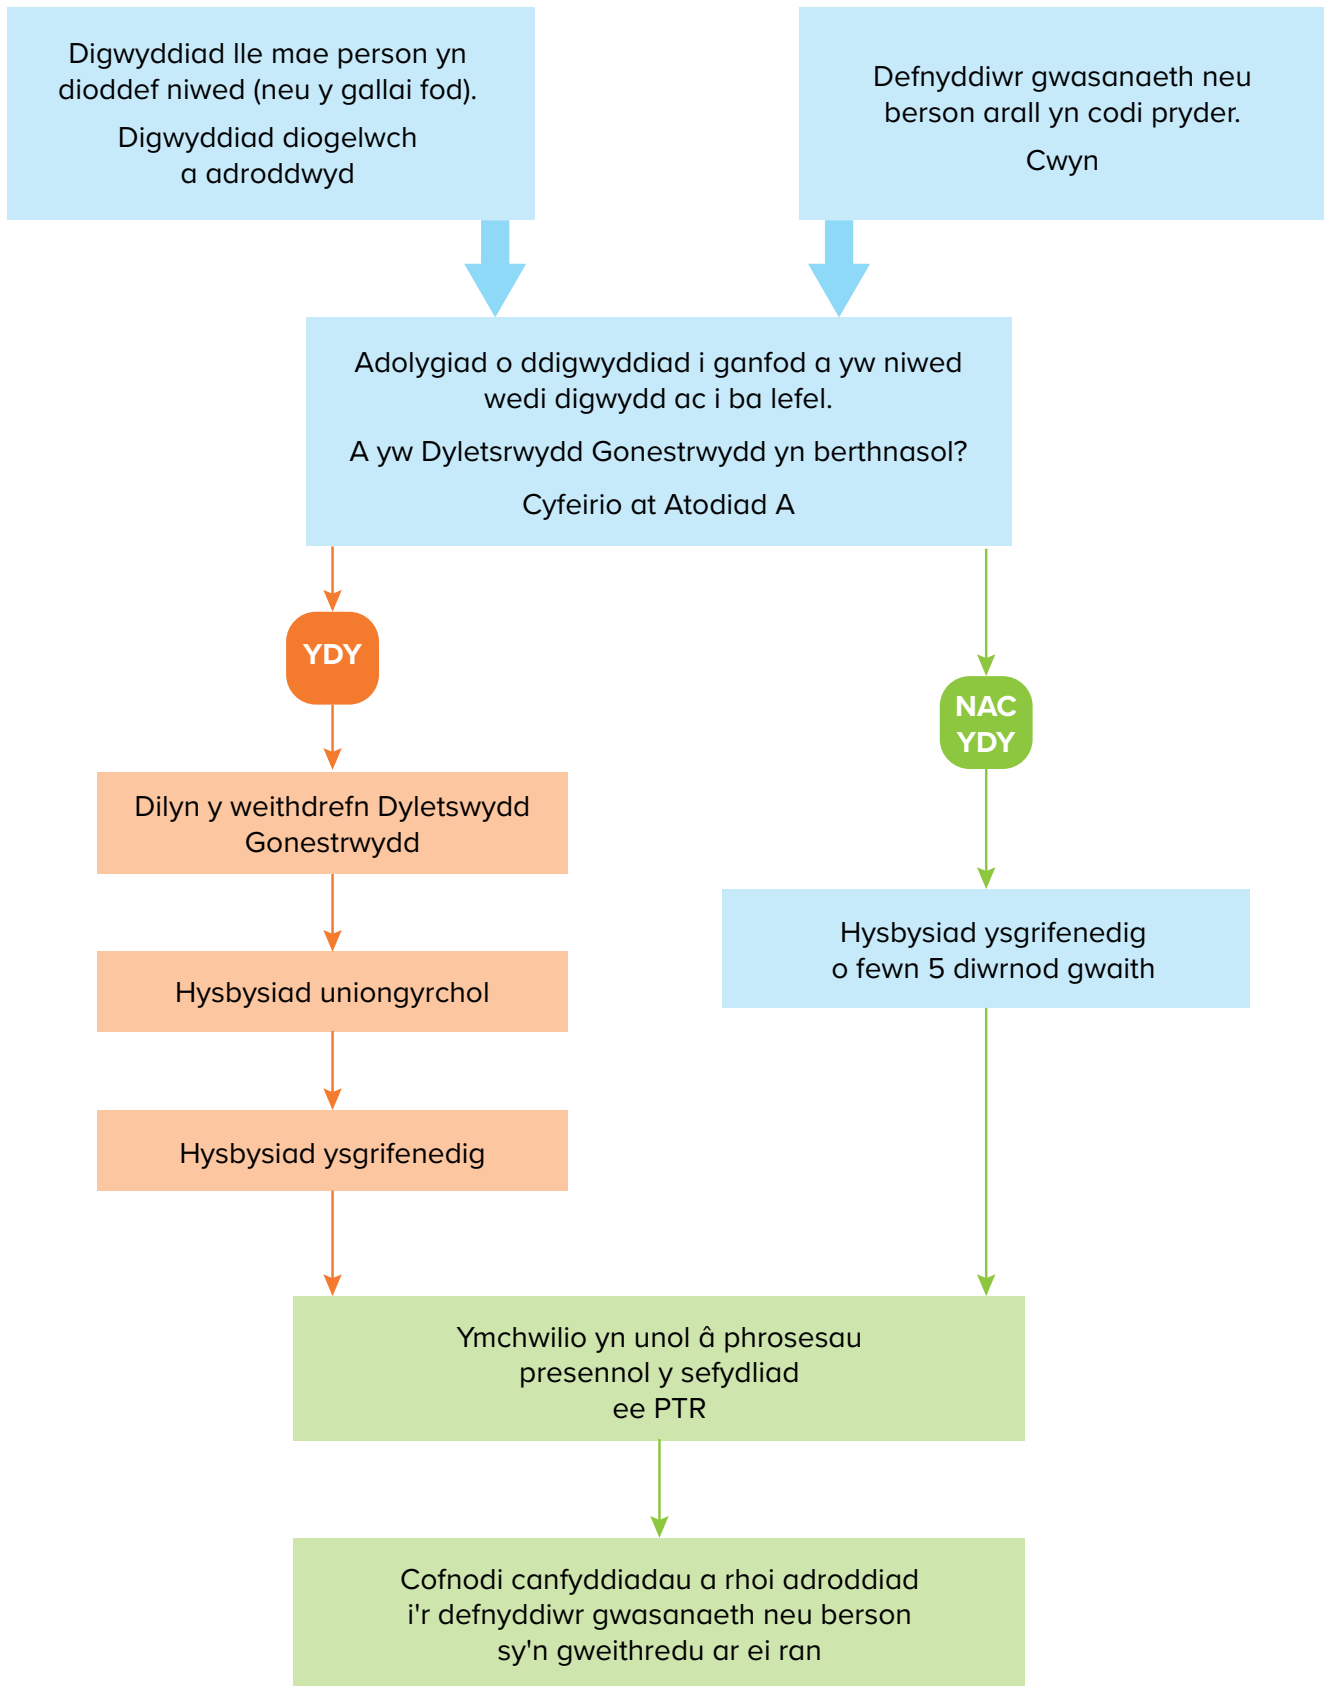 Digwyddiad lle mae person yn
dioddef niwed (neu y gallai fod).
Digwyddiad diogelwch
a adroddwyd
Defnyddiwr gwasanaeth neu
berson arall yn codi pryder.
Cwyn
Adolygiad o ddigwyddiad i ganfod a yw niwed
wedi digwydd ac i ba lefel.
A yw Dyletsrwydd Gonestrwydd yn berthnasol?
Cyfeirio at Atodiad A
YDY
NAC
YDY
Dilyn y weithdrefn Dyletswydd
Gonestrwydd
Hysbysiad uniongyrchol
Hysbysiad ysgrifenedig
Hysbysiad ysgrifenedig
o fewn 5 diwrnod gwaith
Ymchwilio yn unol â phrosesau
presennol y sefydliad
ee PTR
Cofnodi canfyddiadau a rhoi adroddiad
i'r defnyddiwr gwasanaeth neu berson
sy'n gweithredu ar ei ran